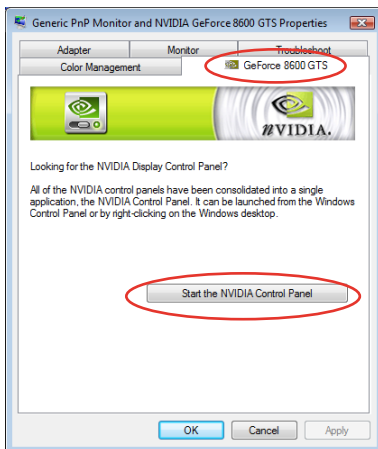 Generic PnP Monitor and NVIDIA GeForce 8600 GTS Properties
Adapter Monitor Troubleshoot
Color Management GeForce 8600 GTS
NVIDIA.
Looking for the NVIDIA Display Control Panel?
All of the NVIDIA control panels have been consolidated into a single
application, the NVIDIA Control Panel. It can be launched from the Windows
Control Panel or by right-clicking on the Windows desktop.
Start the NVIDIA Control Panel
OK Cancel Apply